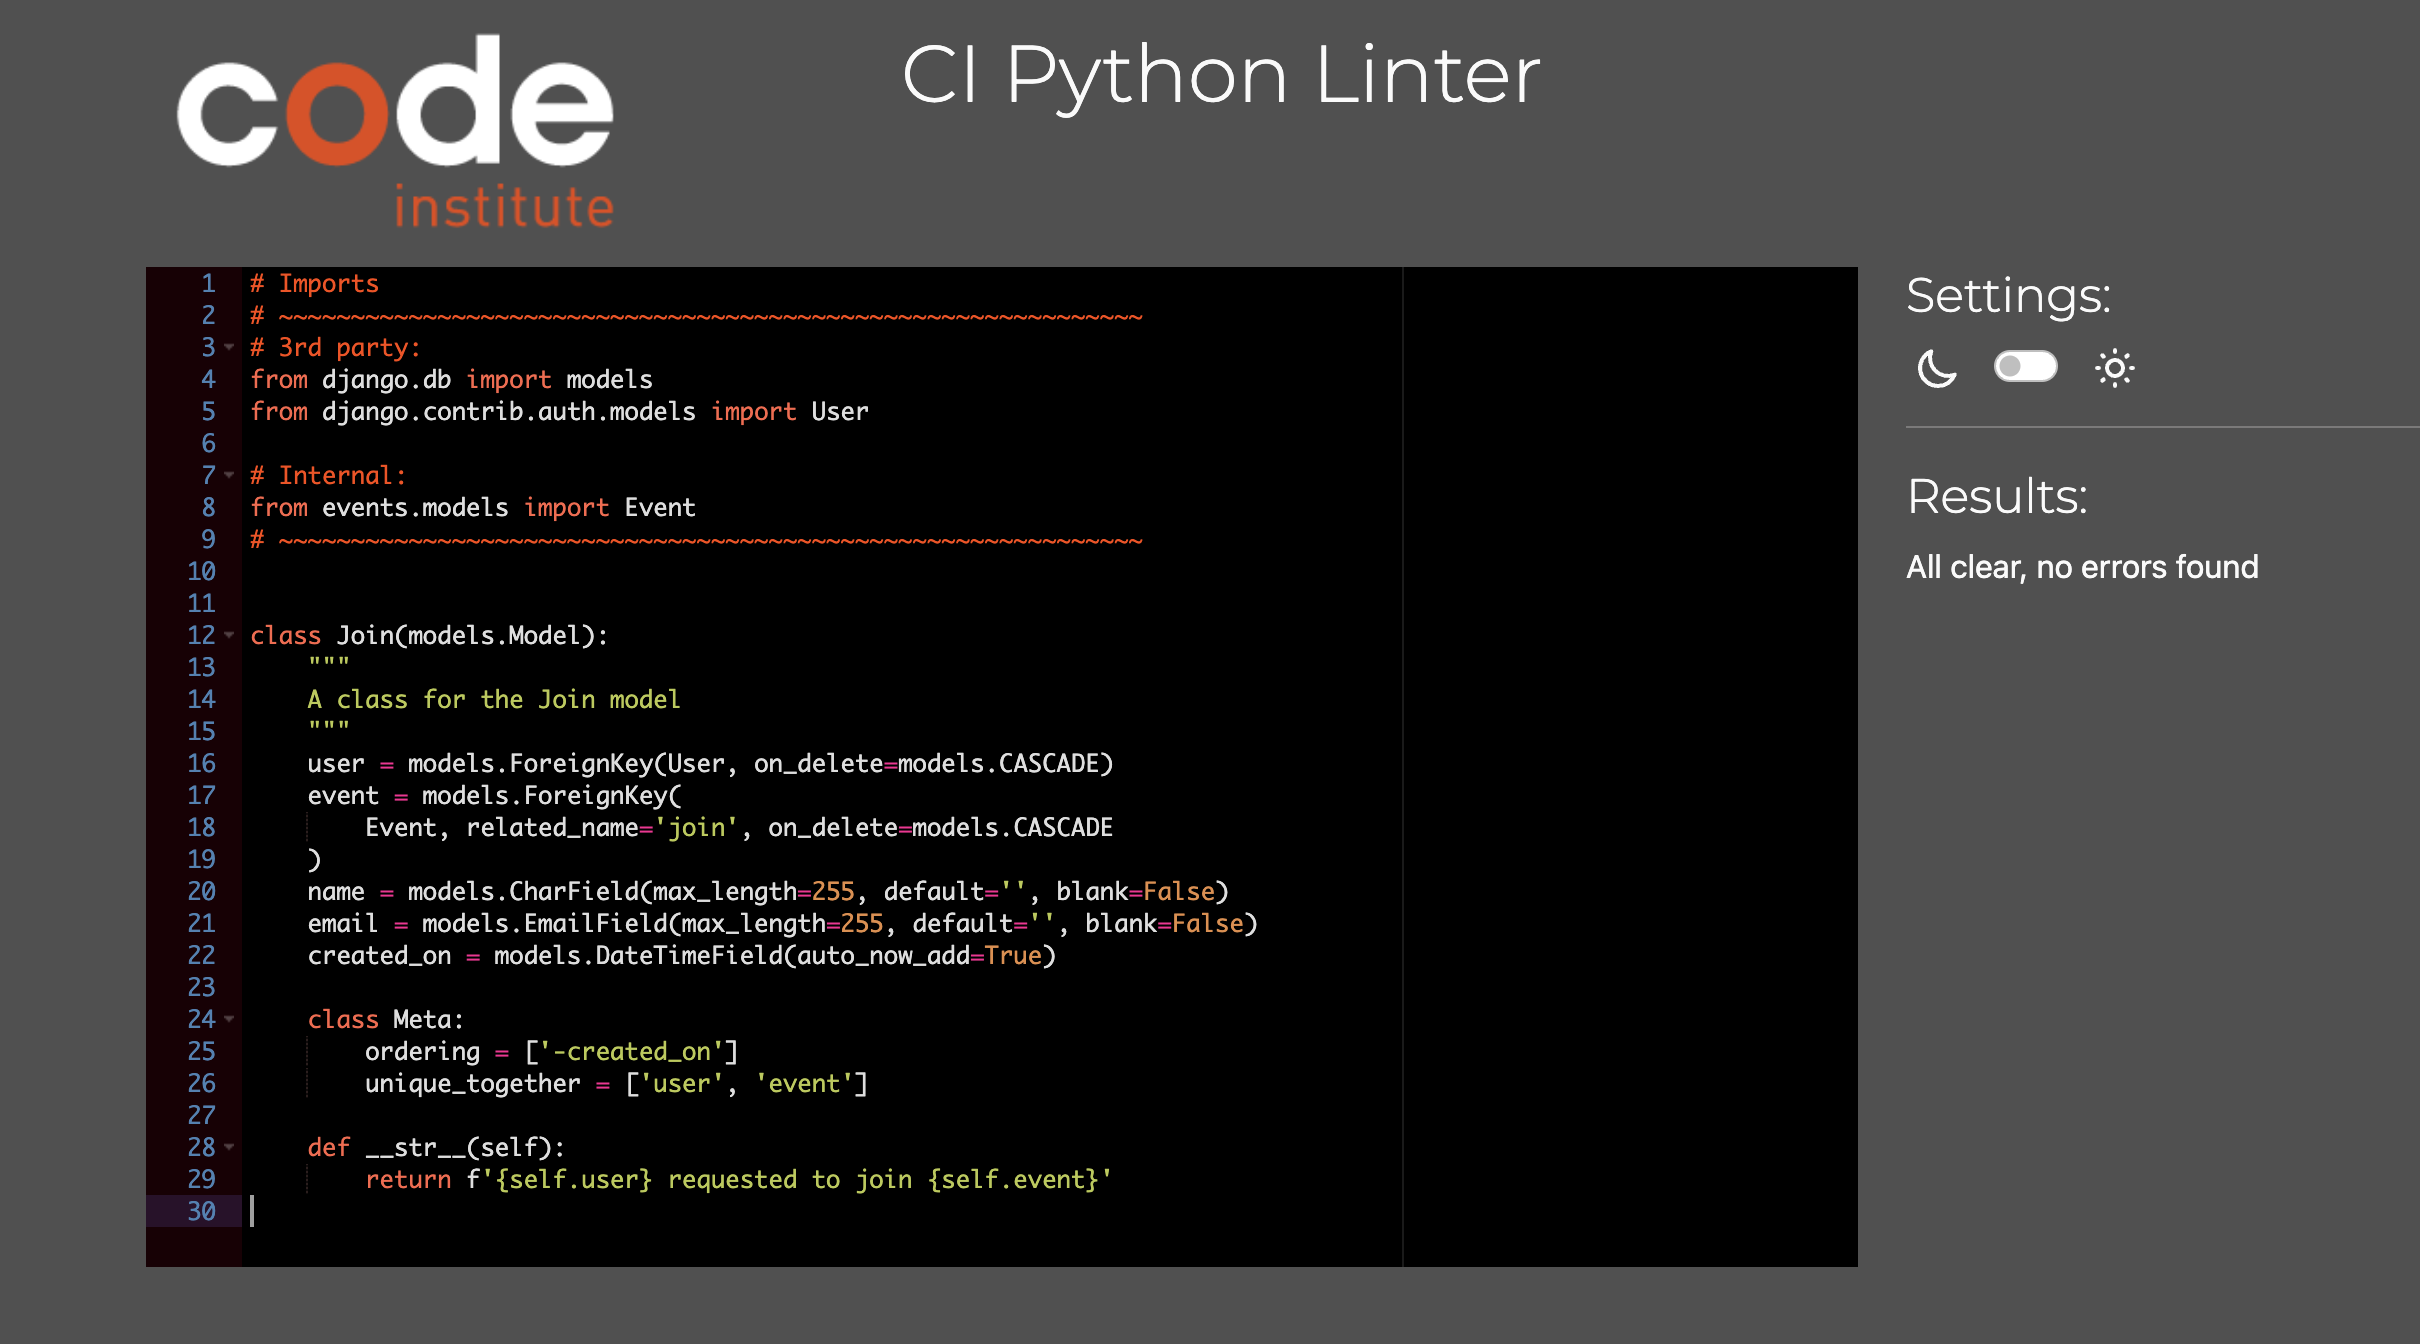 code
institute
CI Python Linter
1 # Imports
2 # ~~~~~~~~~~~~~~~~~~~~~~~~~~~~~~~~~~~~~~~~~~~~~~~~~~~~~~~~~~~~
3 # 3rd party:
4 from django.db import models
5 from django.contrib.auth.models import User
6
7 # Internal:
8 from events.models import Event
9 # ~~~~~~~~~~~~~~~~~~~~~~~~~~~~~~~~~~~~~~~~~~~~~~~~~~~~~~~~~~~~
10
11
12 class Join(models.Model):
13     """
14     A class for the Join model
15     """
16     user = models.ForeignKey(User, on_delete=models.CASCADE)
17     event = models.ForeignKey(
18         Event, related_name='join', on_delete=models.CASCADE
19     )
20     name = models.CharField(max_length=255, default='', blank=False)
21     email = models.EmailField(max_length=255, default='', blank=False)
22     created_on = models.DateTimeField(auto_now_add=True)
23
24     class Meta:
25         ordering = ['-created_on']
26         unique_together = ['user', 'event']
27
28     def __str__(self):
29         return f'{self.user} requested to join {self.event}'
30
Settings:
Results:
All clear, no errors found